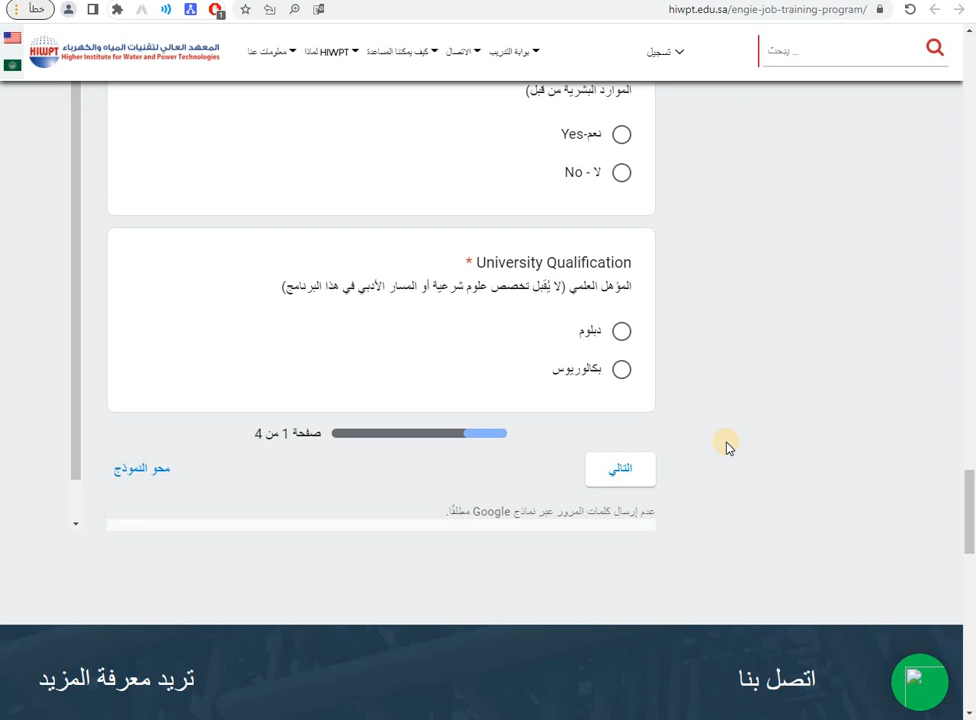 خطأ
1
hiwpt.edu.sa/engie-job-training-program/
المعهد العالي لتقنيات المياه والكهرباء
Higher Institute for Water and Power Technologies
HIWPT
معلومات عنا
لماذا HIWPT
كيف يمكننا المساعدة
الاتصال
بوابة التدريب
تسجيل
يبحث ...
الموارد البشرية من قبل)
نعم-Yes
لا - No
University Qualification *
المؤهل العلمي (لا يُقبل تخصص علوم شرعية أو المسار الأدبي في هذا البرنامج)
دبلوم
بكالوريوس
صفحة 1 من 4
التالي
محو النموذج
عدم إرسال كلمات المرور عبر نماذج Google مطلقًا.
اتصل بنا
تريد معرفة المزيد